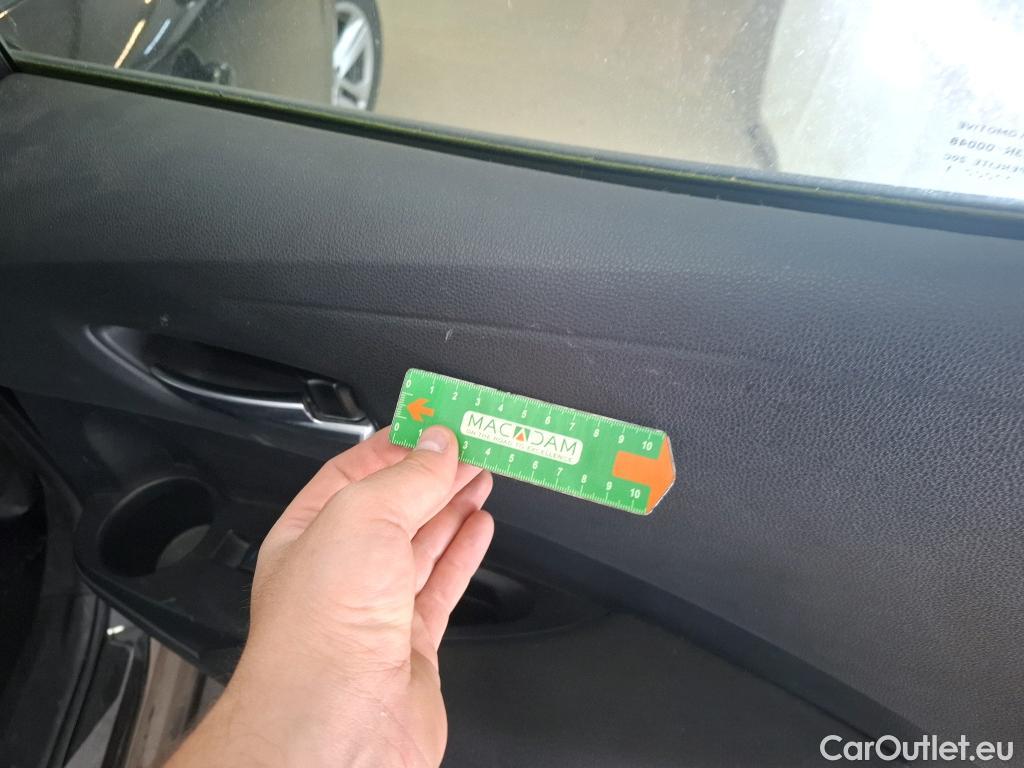 0 1 2 3 4 5 6 7 8 9 10
MACADAM
ON THE ROAD TO EXCELLENCE
0 1 3 4 5 6 7 8 9 10
CarOutlet.eu